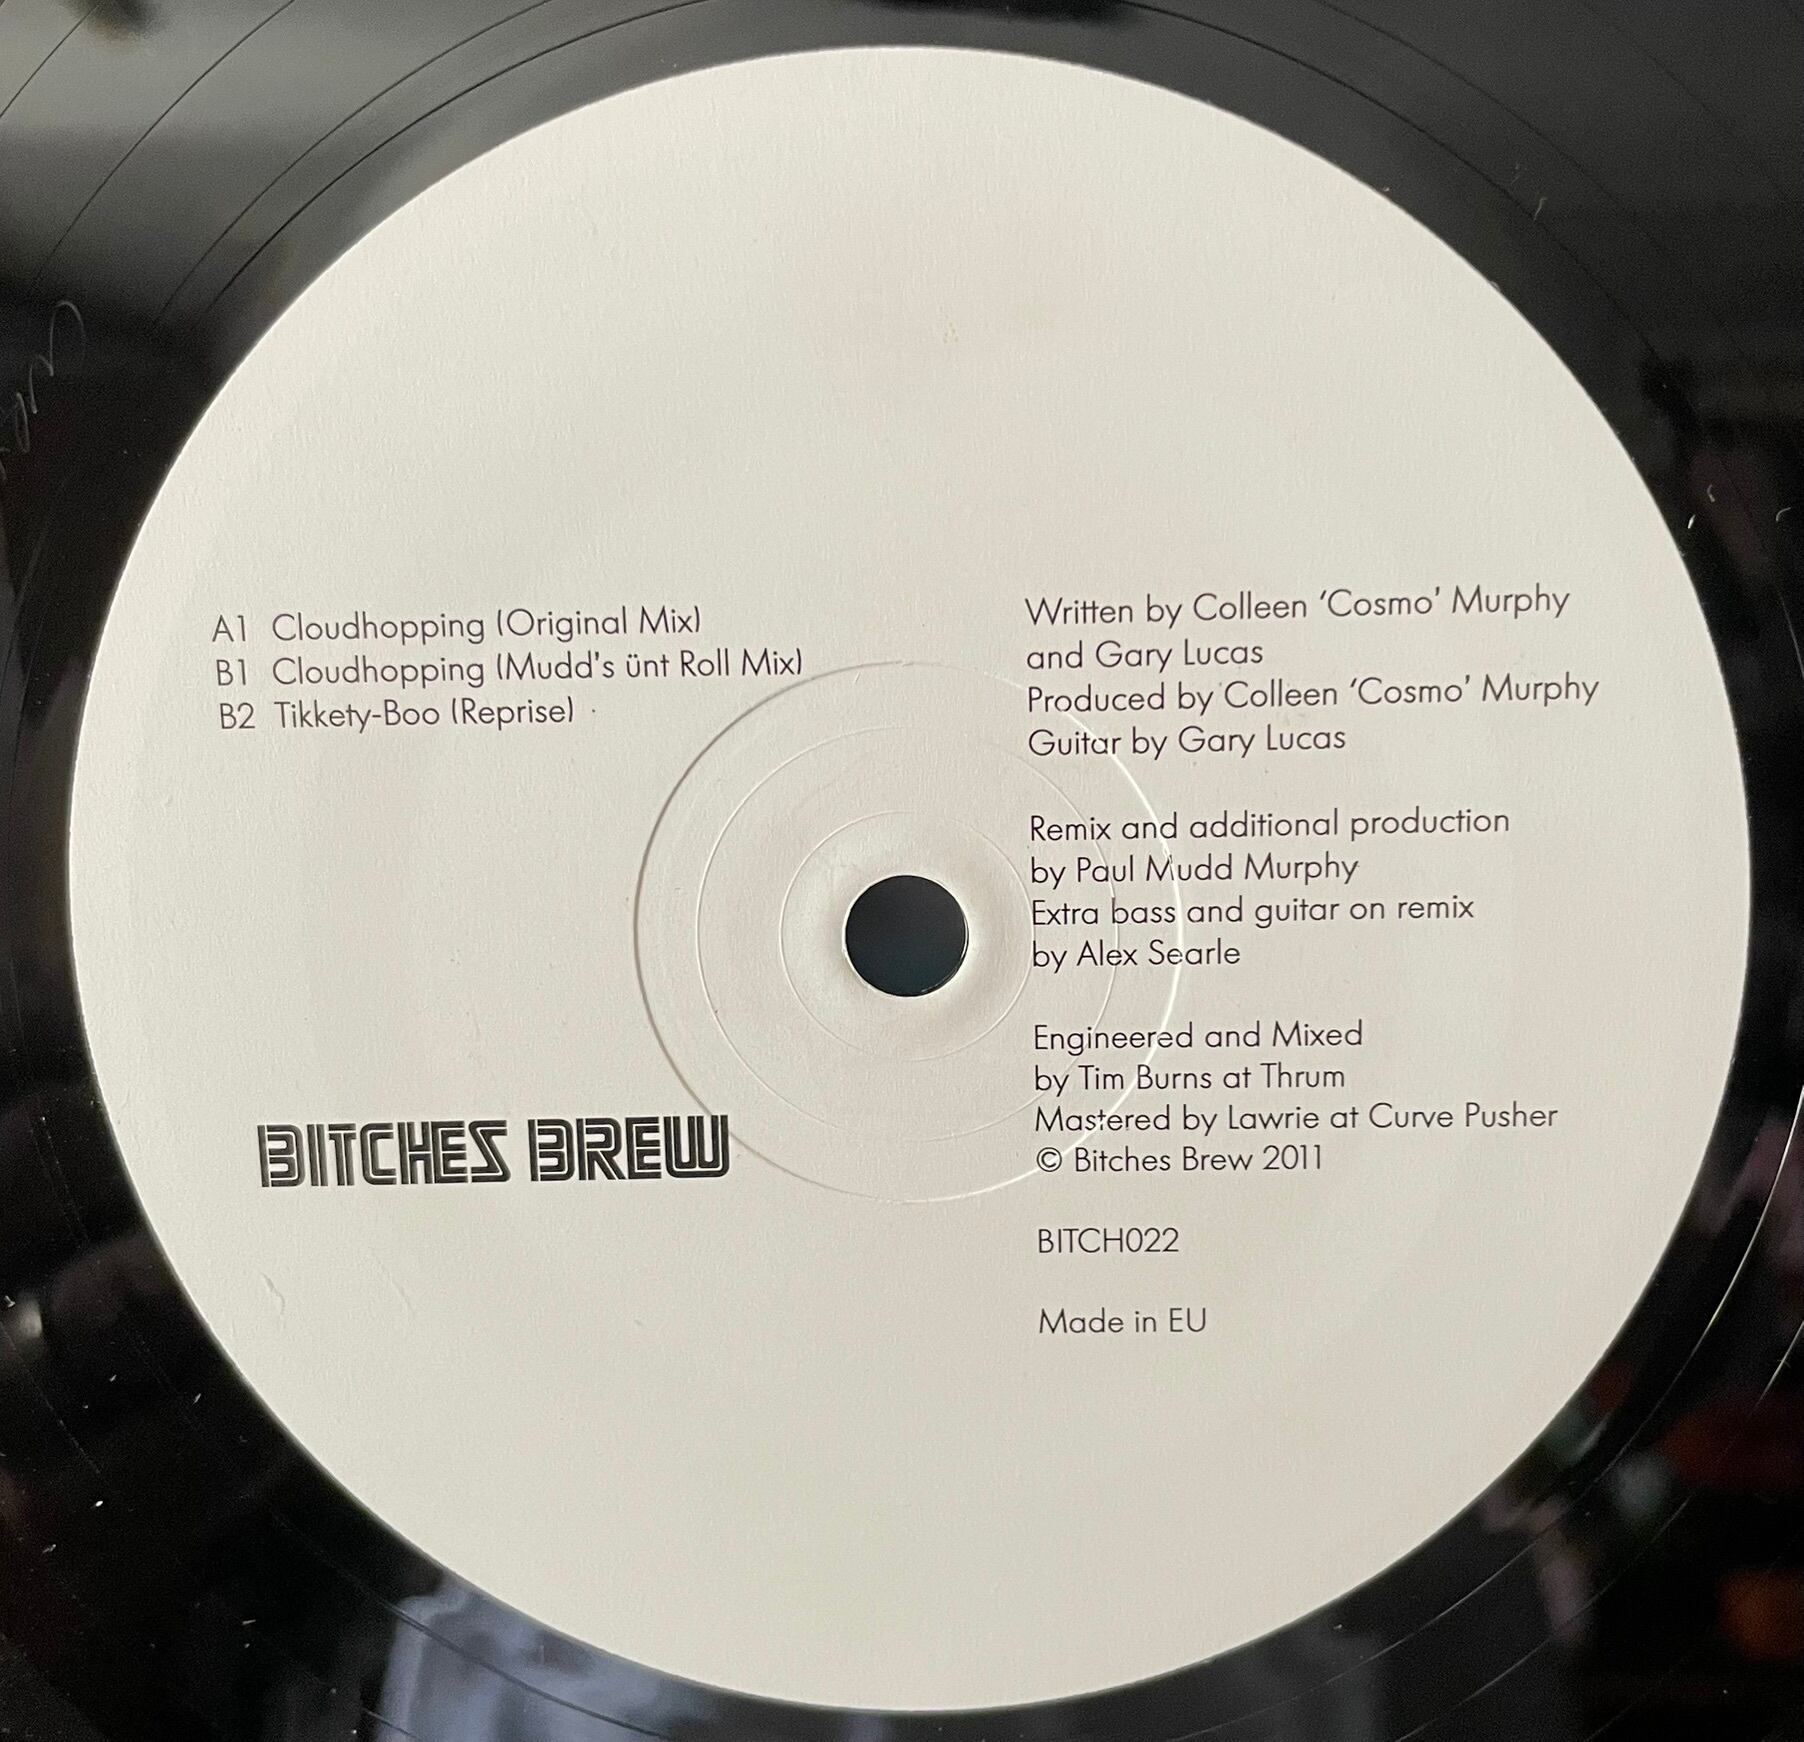 A1 Cloudhopping (Original Mix)
B1 Cloudhopping (Mudd's ünt Roll Mix)
B2 Tikkety-Boo (Reprise)
BITCHES BREW
Written by Colleen ‘Cosmo’ Murphy
and Gary Lucas
Produced by Colleen ‘Cosmo’ Murphy
Guitar by Gary Lucas
Remix and additional production
by Paul Mudd Murphy
Extra bass and guitar on remix
by Alex Searle
Engineered and Mixed
by Tim Burns at Thrum
Mastered by Lawrie at Curve Pusher
© Bitches Brew 2011
BITCH022
Made in EU